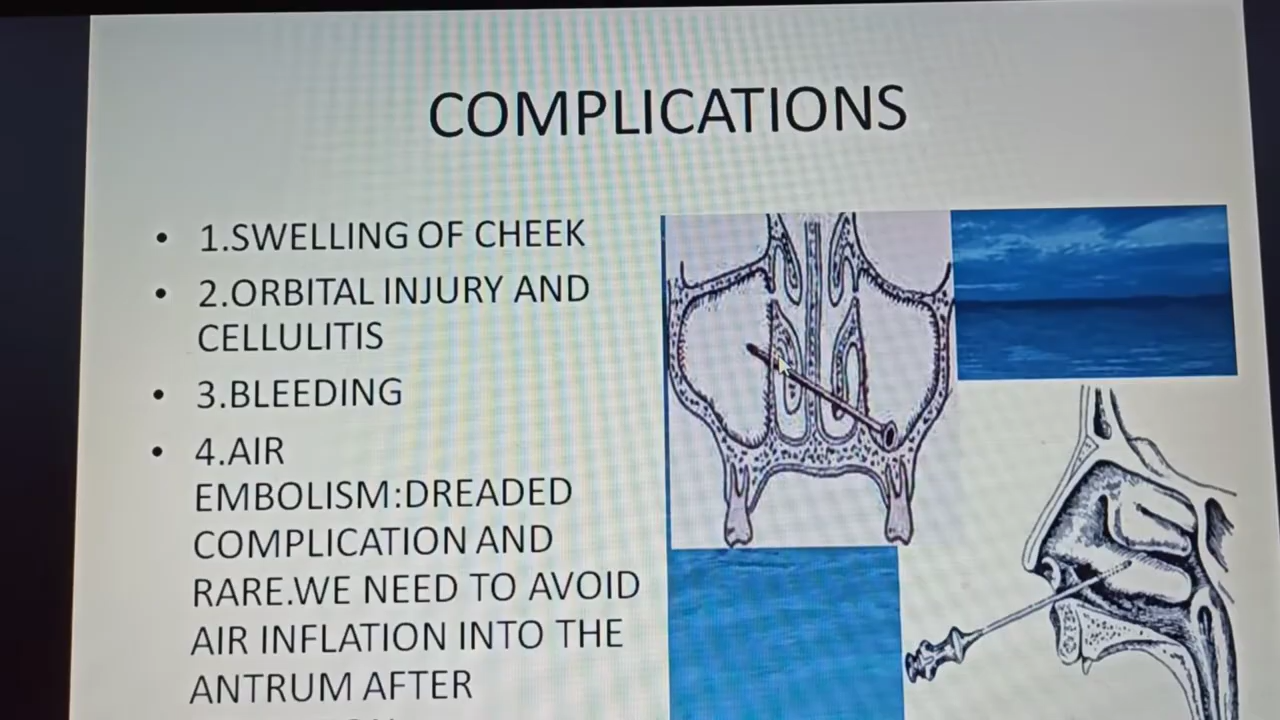 COMPLICATIONS
• 1.SWELLING OF CHEEK
• 2.ORBITAL INJURY AND
CELLULITIS
• 3.BLEEDING
• 4.AIR
EMBOLISM:DREADED
COMPLICATION AND
RARE.WE NEED TO AVOID
AIR INFLATION INTO THE
ANTRUM AFTER